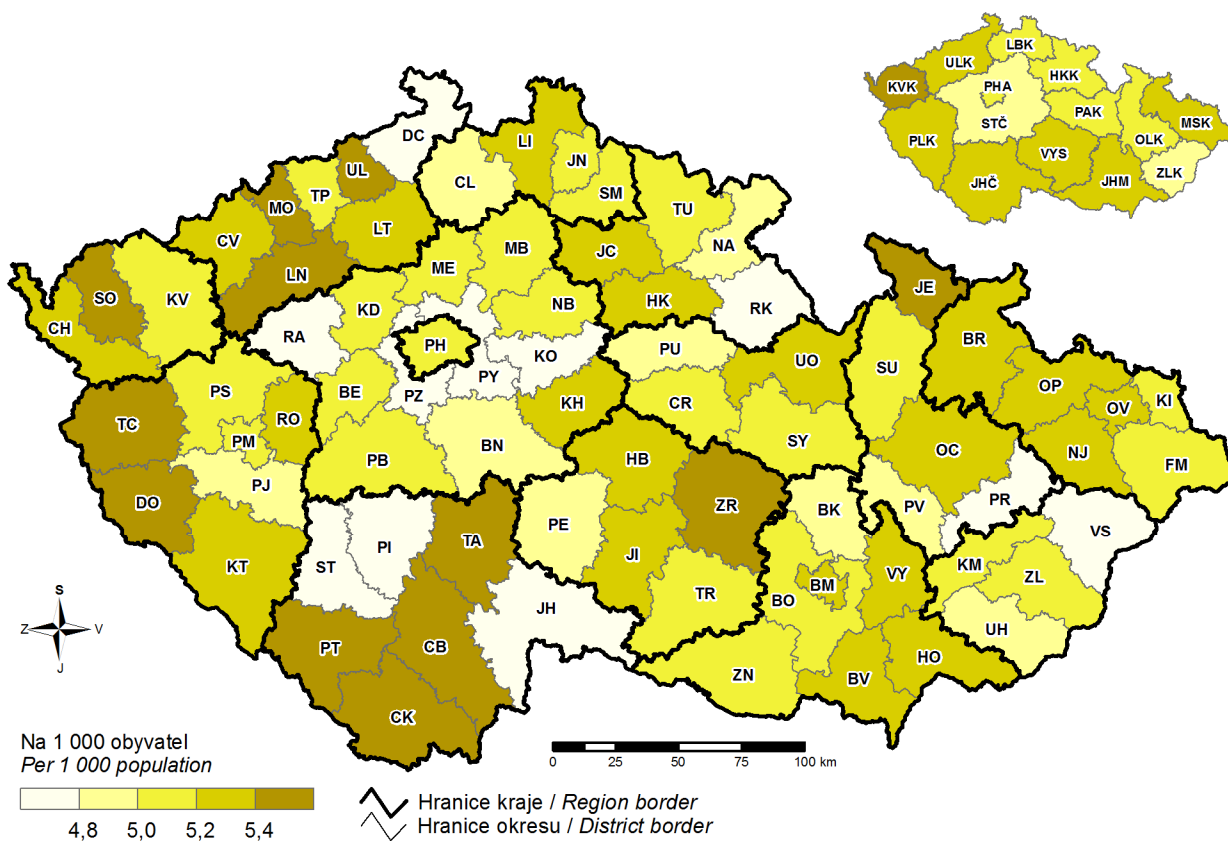 DC
LI
JN
SM
UL
TP
CL
MO
TU
LT
CV
MB
JC
NA
ME
LN
SO
KV
KD
NB
HK
RK
CH
RA
PH
KO
PU
UO
JE
BR
SU
PY
PZ
BE
PS
RO
KH
CR
OP
KI
OV
TC
PM
PB
BN
SY
HB
OC
NJ
FM
PJ
DO
ZR
PE
BK
PV
PR
VS
TA
PI
ST
KT
JI
BM
VY
KM
ZL
TR
BO
JH
UH
PT
CB
HO
ZN
BV
CK
LBK
ULK
HKK
KVK
PHA
PAK
STČ
MSK
PLK
OLK
VYS
ZLK
JHČ
JHM
S
Z V
J
Na 1 000 obyvatel
Per 1 000 population
4,8 5,0 5,2 5,4
0 25 50 75 100 km
Hranice kraje / Region border
Hranice okresu / District border